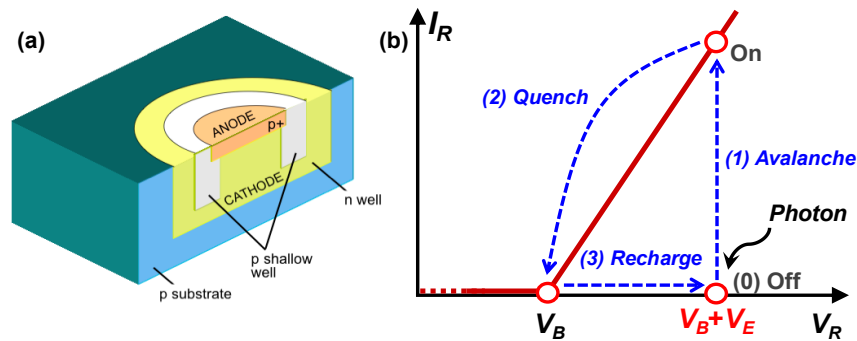 (a)
ANODE
p+
CATHODE
n well
p shallow
well
p substrate
(b)
I_R
On
(2) Quench
(1) Avalanche
Photon
(3) Recharge
(0) Off
V_B
V_B+V_E
V_R